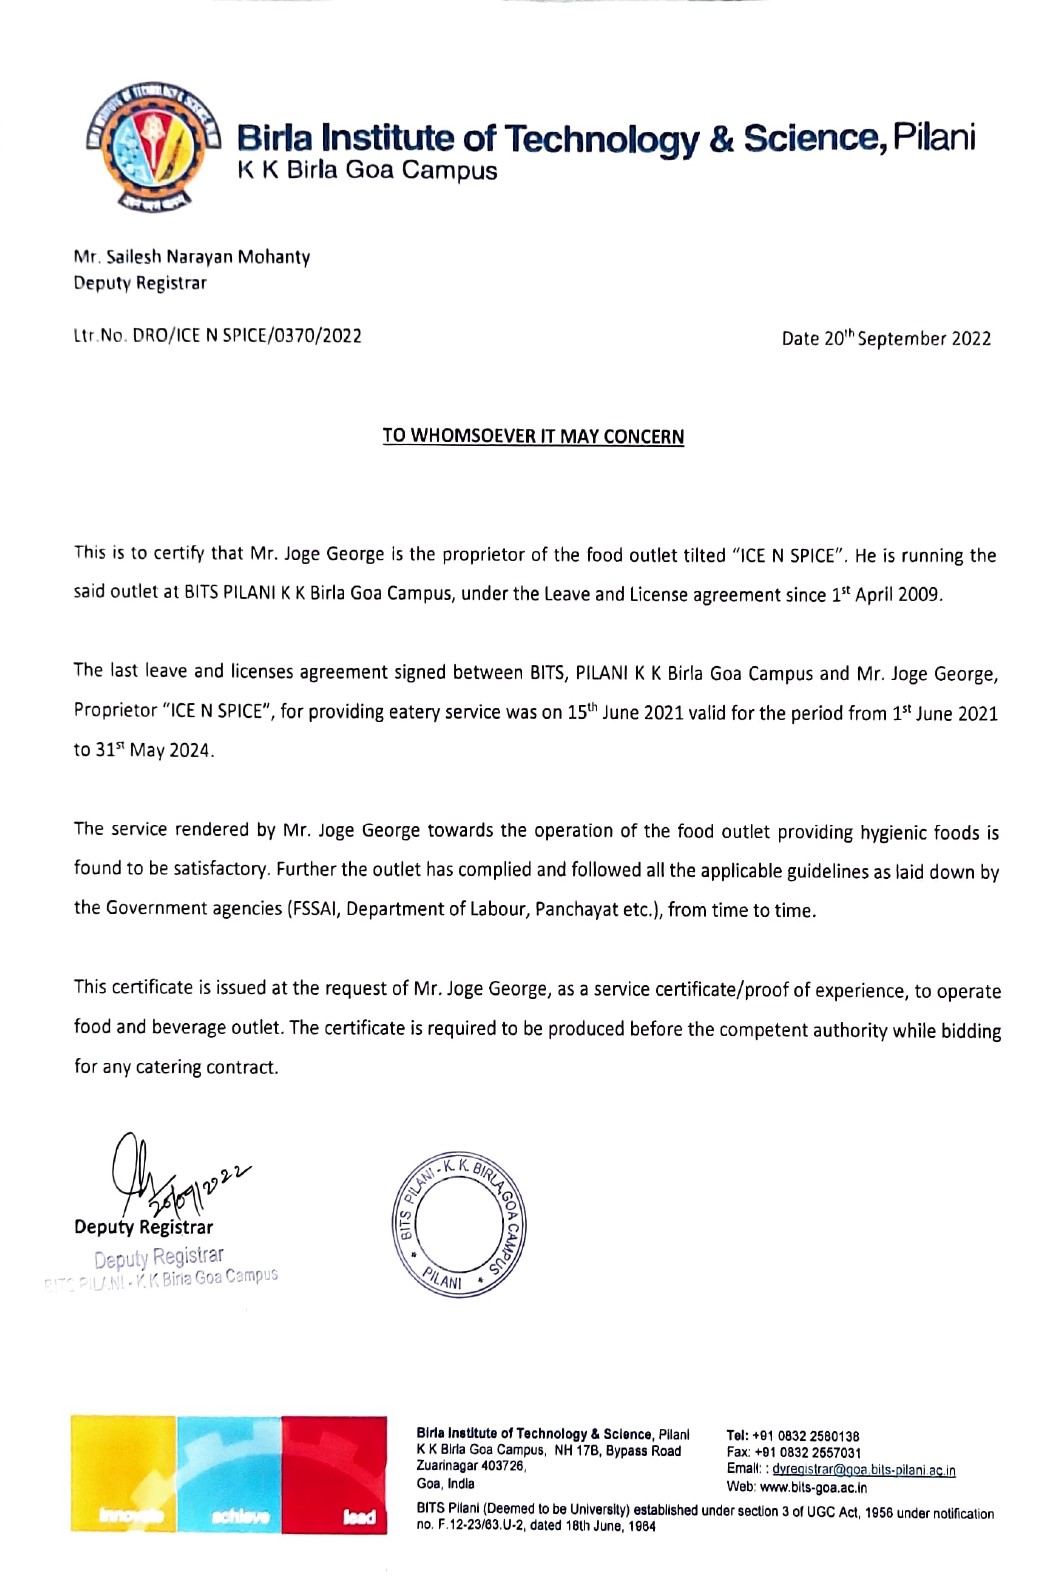 Birla Institute of Technology & Science, Pilani
K K Birla Goa Campus
Mr. Sailesh Narayan Mohanty
Deputy Registrar
Ltr.No. DRO/ICE N SPICE/0370/2022
Date 20th September 2022
TO WHOMSOEVER IT MAY CONCERN
This is to certify that Mr. Joge George is the proprietor of the food outlet tilted “ICE N SPICE”. He is running the
said outlet at BITS PILANI K K Birla Goa Campus, under the Leave and License agreement since 1st April 2009.
The last leave and licenses agreement signed between BITS, PILANI K K Birla Goa Campus and Mr. Joge George,
Proprietor “ICE N SPICE”, for providing eatery service was on 15th June 2021 valid for the period from 1st June 2021
to 31st May 2024.
The service rendered by Mr. Joge George towards the operation of the food outlet providing hygienic foods is
found to be satisfactory. Further the outlet has complied and followed all the applicable guidelines as laid down by
the Government agencies (FSSAI, Department of Labour, Panchayat etc.), from time to time.
This certificate is issued at the request of Mr. Joge George, as a service certificate/proof of experience, to operate
food and beverage outlet. The certificate is required to be produced before the competent authority while bidding
for any catering contract.
20/09/2022
Deputy Registrar
Deputy Registrar
BITS PILANI - K K Birla Goa Campus
BITS PILANI - K. K. BIRLA, GOA CAMPUS
* PILANI *
innovate achieve lead
Birla Institute of Technology & Science, Pilani
K K Birla Goa Campus, NH 17B, Bypass Road
Zuarinagar 403726,
Goa, India
Tel: +91 0832 2580138
Fax: +91 0832 2557031
Email: : dyregistrar@goa.bits-pilani.ac.in
Web: www.bits-goa.ac.in
BITS Pilani (Deemed to be University) established under section 3 of UGC Act, 1956 under notification
no. F.12-23/63.U-2, dated 18th June, 1964